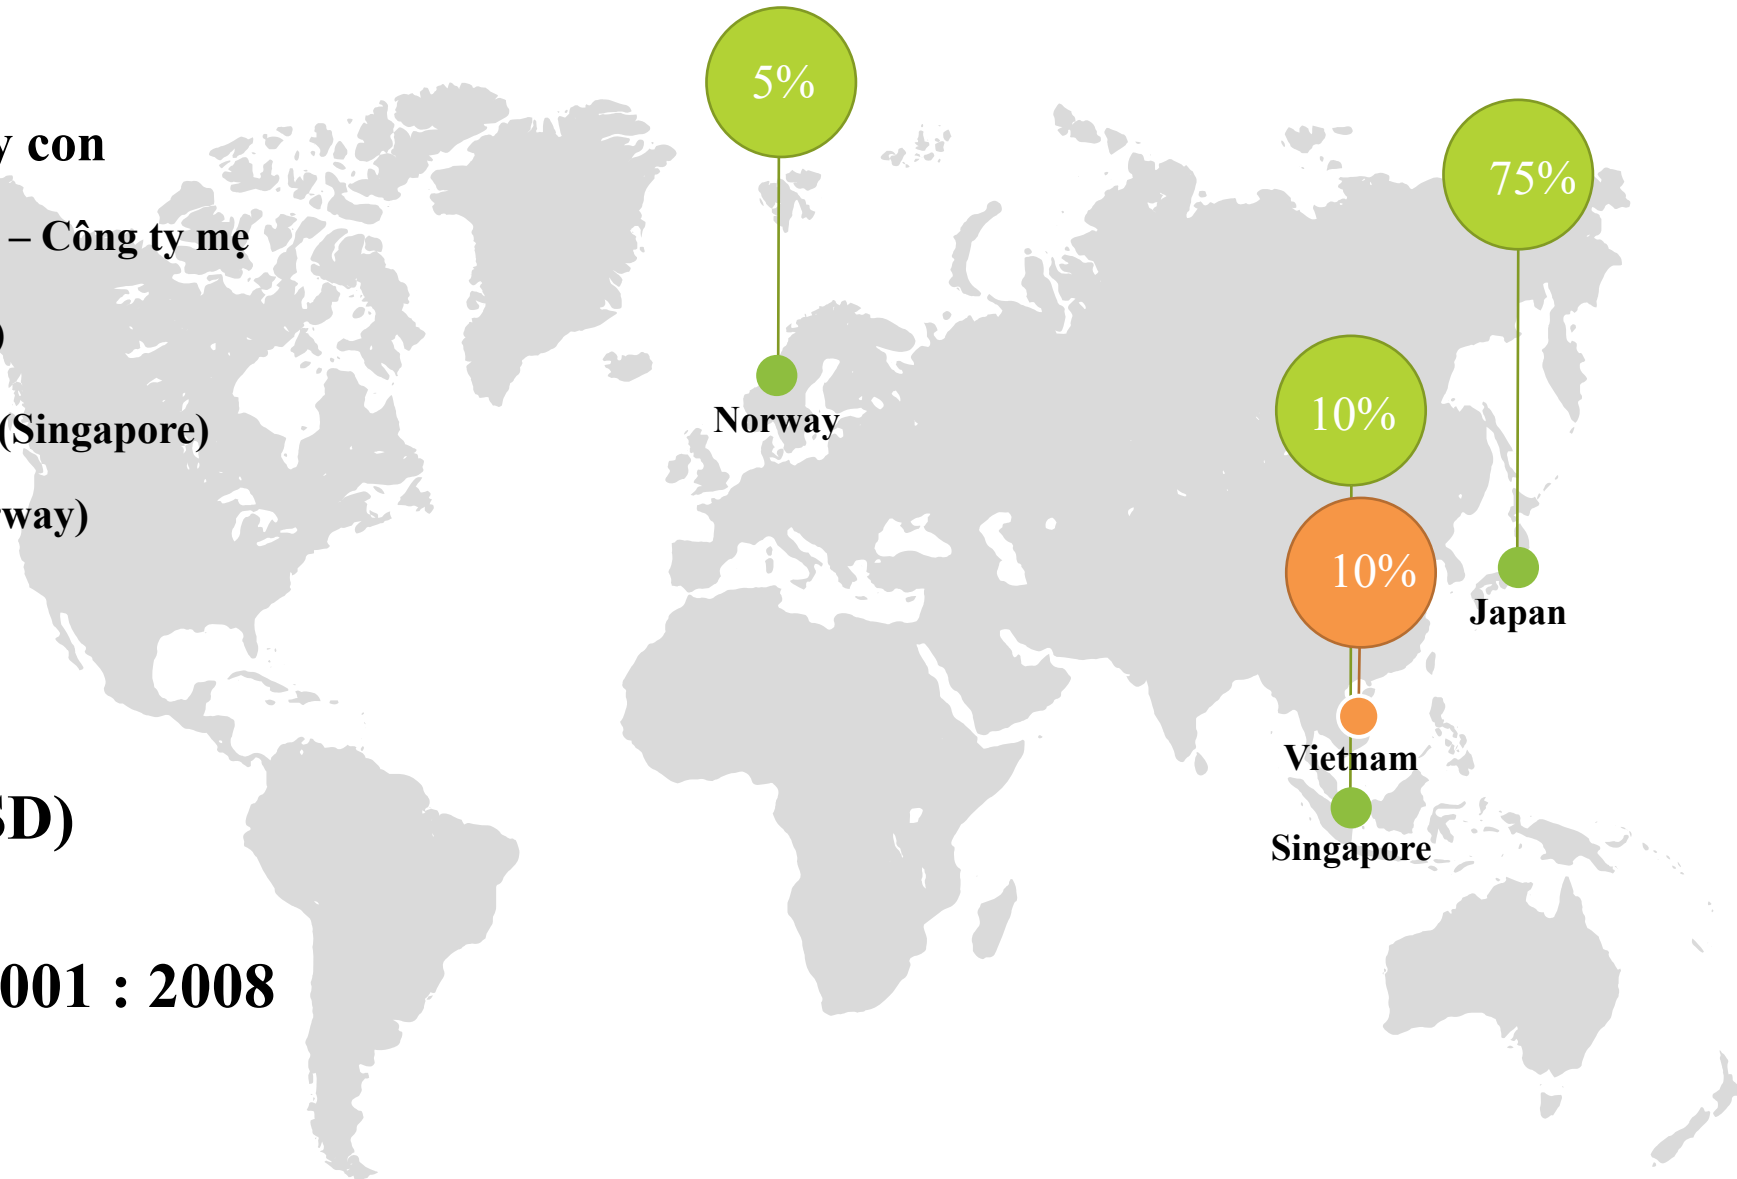 5%
75%
y con
– Công ty mẹ
)
10%
Norway
(Singapore)
way)
10%
Japan
Vietnam
SD)
Singapore
001 : 2008